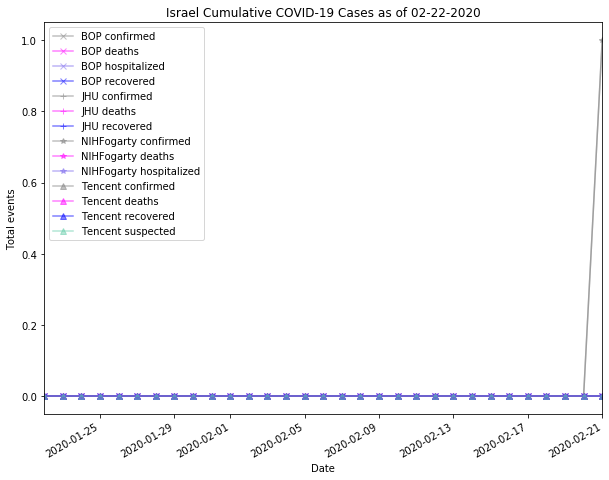 Israel Cumulative COVID-19 Cases as of 02-22-2020
BOP confirmed
BOP deaths
BOP hospitalized
BOP recovered
JHU confirmed
JHU deaths
JHU recovered
NIHFogarty confirmed
NIHFogarty deaths
NIHFogarty hospitalized
Tencent confirmed
Tencent deaths
Tencent recovered
Tencent suspected
1.0
0.8
0.6
0.4
0.2
0.0
Total events
2020-01-25
2020-01-29
2020-02-01
2020-02-05
2020-02-09
2020-02-13
2020-02-17
2020-02-21
Date